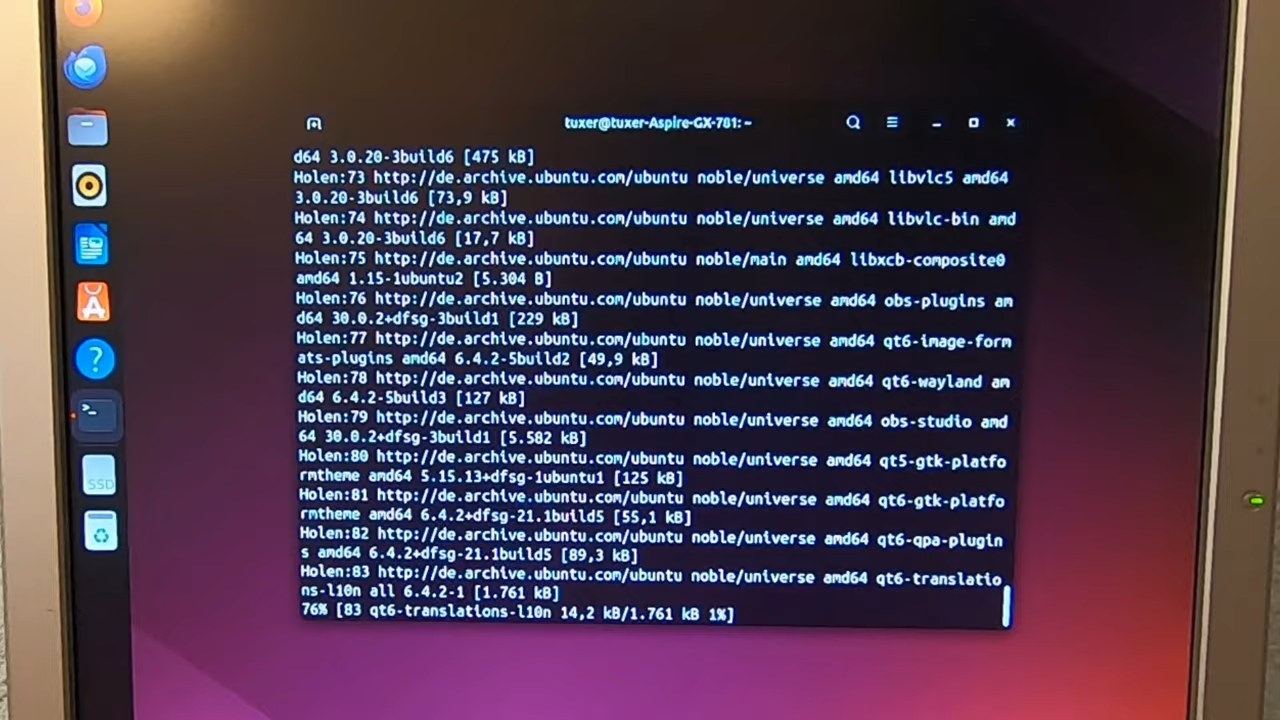 tuxer@tuxer-Aspire-GX-781: ~
d64 3.0.20-3build6 [475 kB]
Holen:73 http://de.archive.ubuntu.com/ubuntu noble/universe amd64 libvlc5 amd64
3.0.20-3build6 [73,9 kB]
Holen:74 http://de.archive.ubuntu.com/ubuntu noble/universe amd64 libvlc-bin amd
64 3.0.20-3build6 [17,7 kB]
Holen:75 http://de.archive.ubuntu.com/ubuntu noble/main amd64 libxcb-composite0
amd64 1.15-1ubuntu2 [5.304 B]
Holen:76 http://de.archive.ubuntu.com/ubuntu noble/universe amd64 obs-plugins am
d64 30.0.2+dfsg-3build1 [229 kB]
Holen:77 http://de.archive.ubuntu.com/ubuntu noble/universe amd64 qt6-image-form
ats-plugins amd64 6.4.2-5build2 [49,9 kB]
Holen:78 http://de.archive.ubuntu.com/ubuntu noble/universe amd64 qt6-wayland am
d64 6.4.2-5build3 [127 kB]
Holen:79 http://de.archive.ubuntu.com/ubuntu noble/universe amd64 obs-studio amd
64 30.0.2+dfsg-3build1 [5.582 kB]
Holen:80 http://de.archive.ubuntu.com/ubuntu noble/universe amd64 qt5-gtk-platfo
rmtheme amd64 5.15.13+dfsg-1ubuntu1 [125 kB]
Holen:81 http://de.archive.ubuntu.com/ubuntu noble/universe amd64 qt6-gtk-platfo
rmtheme amd64 6.4.2+dfsg-21.1build5 [55,1 kB]
Holen:82 http://de.archive.ubuntu.com/ubuntu noble/universe amd64 qt6-qpa-plugin
s amd64 6.4.2+dfsg-21.1build5 [89,3 kB]
Holen:83 http://de.archive.ubuntu.com/ubuntu noble/universe amd64 qt6-translatio
ns-l10n all 6.4.2-1 [1.761 kB]
76% [83 qt6-translations-l10n 14,2 kB/1.761 kB 1%]
SSD